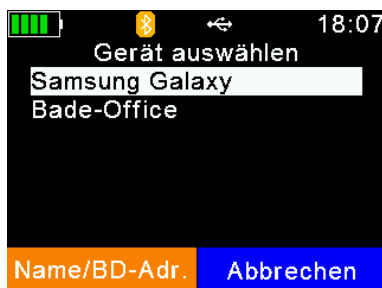 18:07
Gerät auswählen
Samsung Galaxy
Bade-Office
Name/BD-Adr. Abbrechen